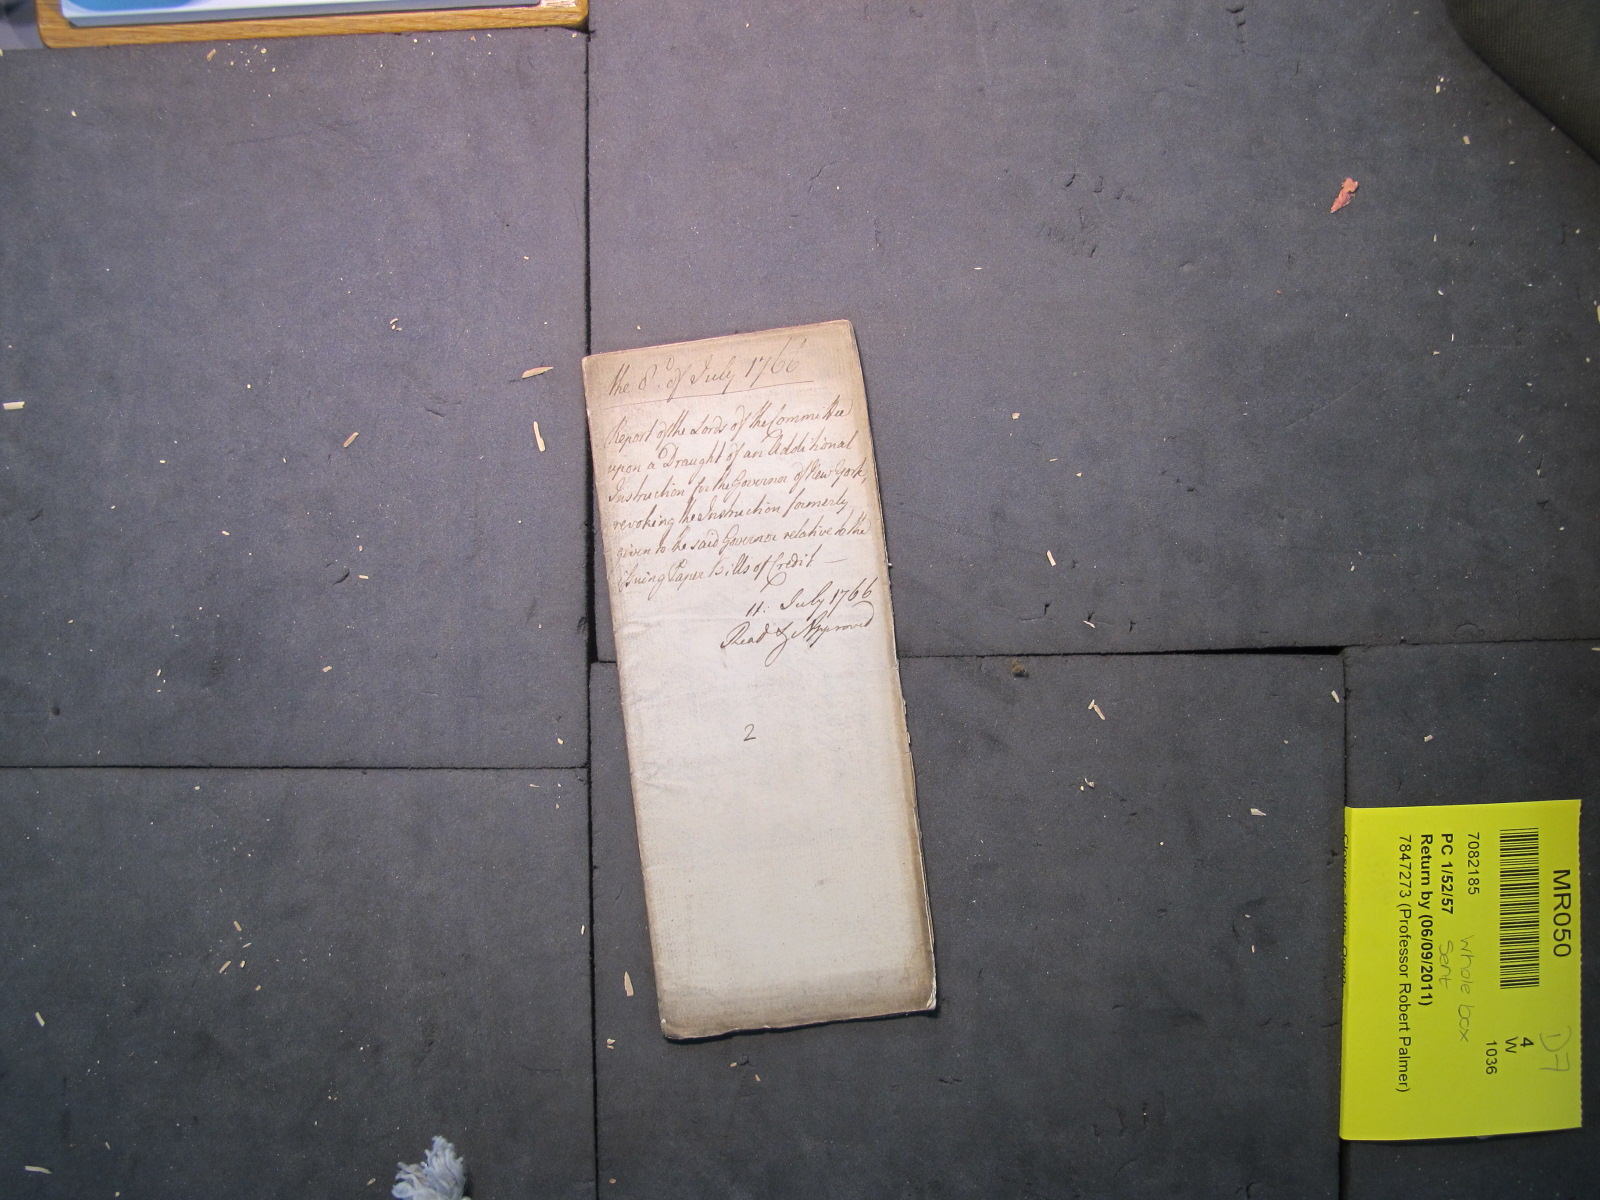 the 8.th of July 1766
Report of the Lords of the Committee
upon a Draught of an Additional
Instruction for the Governor of New York,
revoking the Instruction formerly
given to the said Governor relative to the
issuing Paper Bills of Credit —
11: July 1766
Read & Approved
2
MR050
D7
4
W
1036
7082185
whole box
PC 1/52/57
sent
Return by (06/09/2011)
7847273 (Professor Robert Palmer)